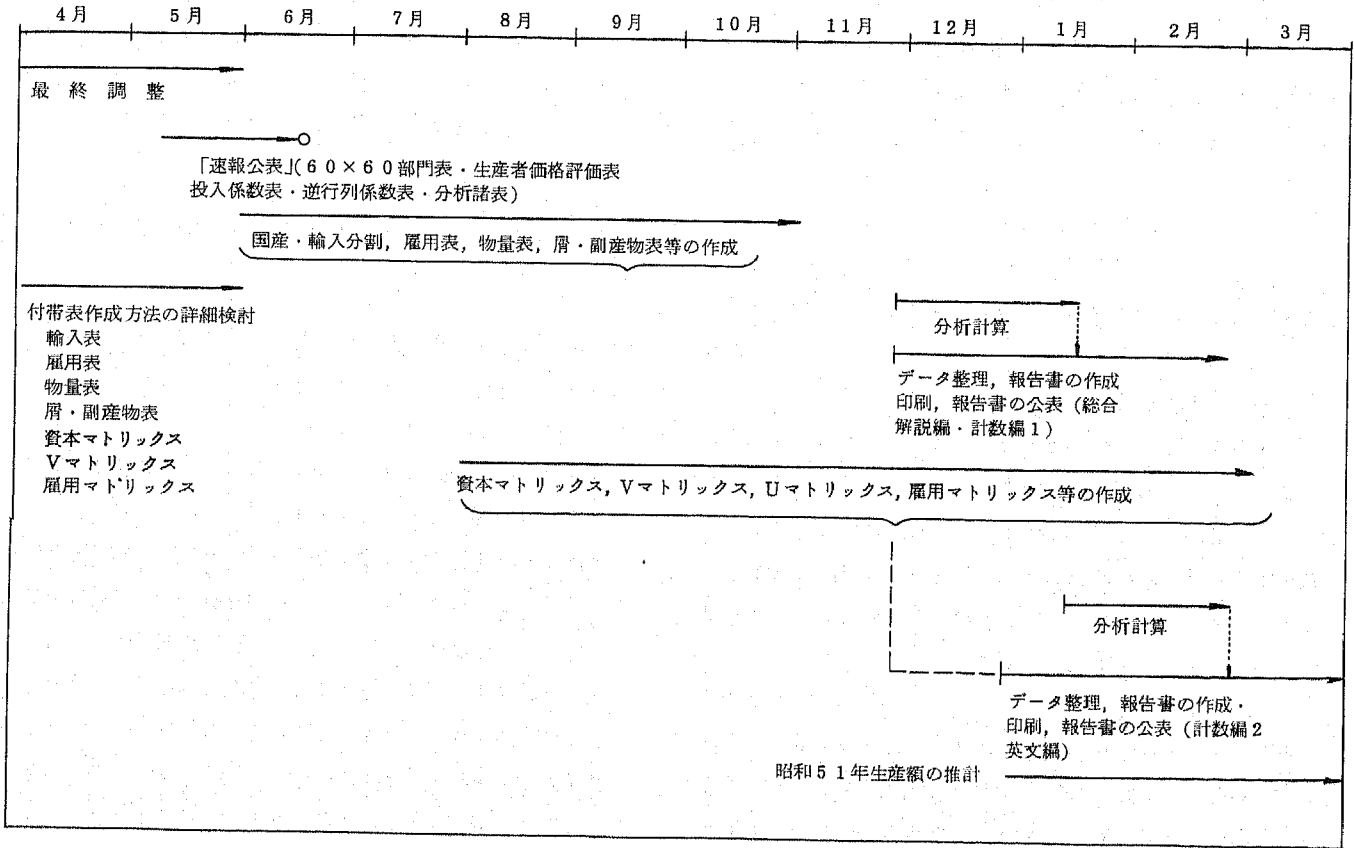 4月 5月 6月 7月 8月 9月 10月 11月 12月 1月 2月 3月
最終調整
「速報公表」(60×60部門表・生産者価格評価表
投入係数表・逆行列係数表・分析諸表)
国産・輸入分割,雇用表,物量表,屑・副産物表等の作成
付帯表作成方法の詳細検討
輸入表
雇用表
物量表
屑・副産物表
資本マトリックス
Vマトリックス
雇用マトリックス
分析計算
データ整理,報告書の作成
印刷,報告書の公表(総合
解説編・計数編1)
資本マトリックス,Vマトリックス,Uマトリックス,雇用マトリックス等の作成
分析計算
データ整理,報告書の作成・
印刷,報告書の公表(計数編2
英文編)
昭和51年生産額の推計